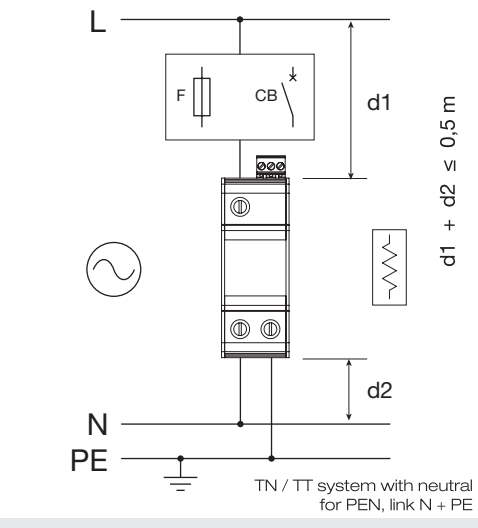 L
F
CB
d1
d1 + d2 ≤ 0,5 m
d2
N
PE
TN / TT system with neutral
for PEN, link N + PE